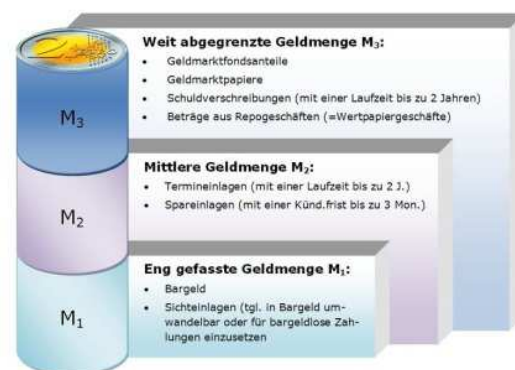 Weit abgegrenzte Geldmenge M₃:
• Geldmarktfondsanteile
• Geldmarktpapiere
• Schuldverschreibungen (mit einer Laufzeit bis zu 2 Jahren)
• Beträge aus Repogeschäften (=Wertpapiergeschäfte)
M₃
Mittlere Geldmenge M₂:
• Termineinlagen (mit einer Laufzeit bis zu 2 J.)
• Spareinlagen (mit einer Künd.frist bis zu 3 Mon.)
M₂
Eng gefasste Geldmenge M₁:
• Bargeld
• Sichteinlagen (tgl. in Bargeld um-
wandelbar oder für bargeldlose Zah-
lungen einzusetzen
M₁